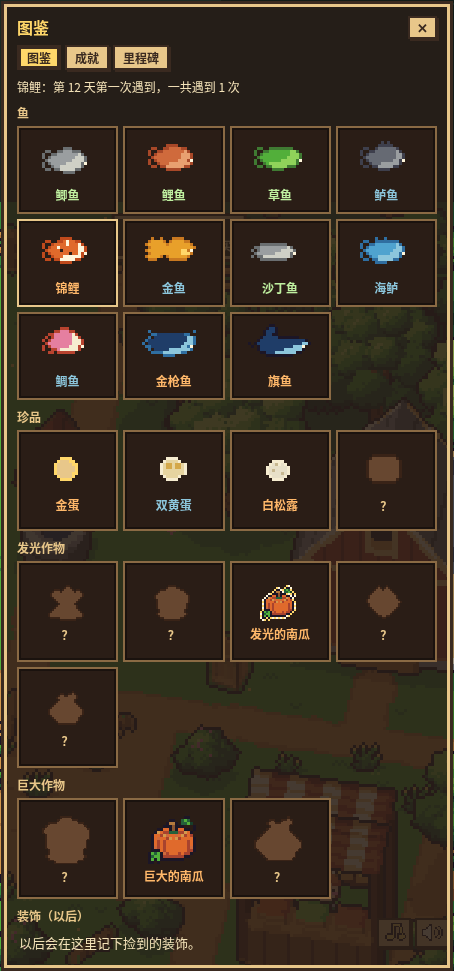 图鉴
×
图鉴 成就 里程碑
锦鲤：第 12 天第一次遇到，一共遇到 1 次
鱼
鲫鱼 鲤鱼 草鱼 鲈鱼
锦鲤 金鱼 沙丁鱼 海鲈
鲷鱼 金枪鱼 旗鱼
珍品
金蛋 双黄蛋 白松露 ?
发光作物
? ? 发光的南瓜 ?
?
巨大作物
? 巨大的南瓜 ?
装饰（以后）
以后会在这里记下捡到的装饰。